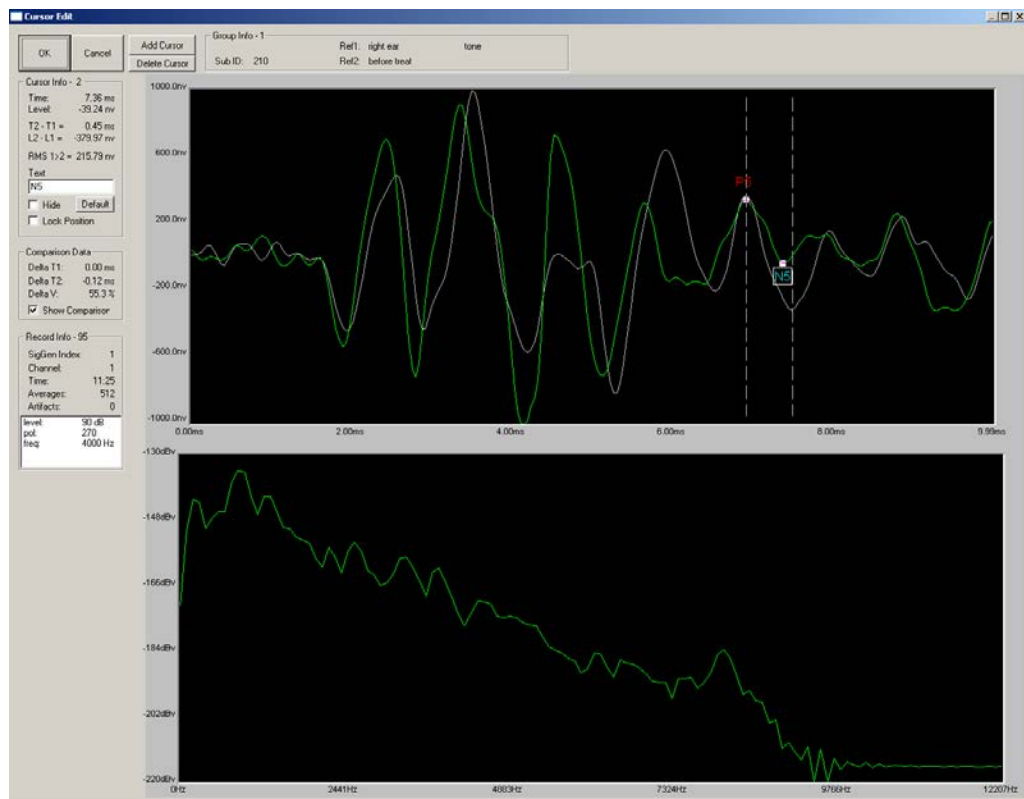 Cursor Edit
OK
Cancel
Add Cursor
Delete Cursor
Group Info - 1
Ref1: right ear tone
Sub ID: 210 Ref2: before treat
Cursor Info - 2
Time: 7.36 ms
Level: -39.24 nv
T2 - T1 = 0.45 ms
L2 - L1 = -379.97 nv
RMS 1>2 = 215.79 nv
Text
N5
Hide Default
Lock Position
Comparison Data
Delta T1: 0.00 ms
Delta T2: -0.12 ms
Delta V: 55.3 %
Show Comparison
Record Info - 95
SigGen Index 1
Channel: 1
Time: 11:25
Averages: 512
Artifacts: 0
level: 90 dB
pol: 270
freq: 4000 Hz
1000.0nv
600.0nv
200.0nv
-200.0nv
-600.0nv
-1000.0nv
P5
N5
0.00ms 2.00ms 4.00ms 6.00ms 8.00ms 9.99ms
-130dBv
-148dBv
-166dBv
-184dBv
-202dBv
-220dBv
0Hz 2441Hz 4883Hz 7324Hz 9766Hz 12207Hz